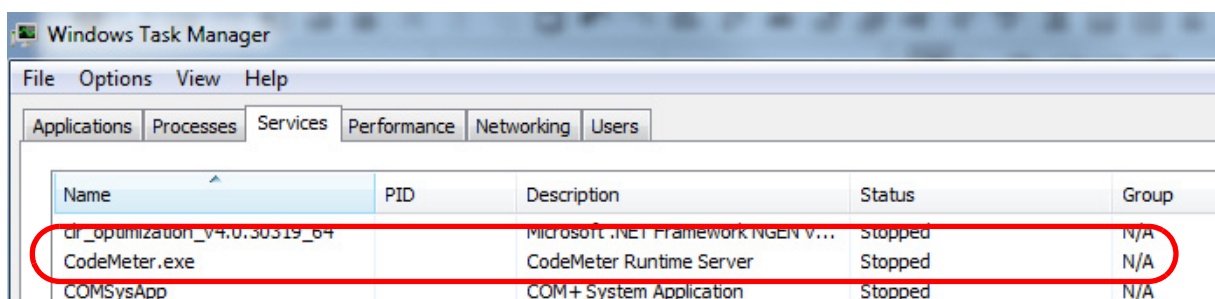 Windows Task Manager
File Options View Help
Applications Processes Services Performance Networking Users
Name PID Description Status Group
clr_optimization_v4.0.30319_64 Microsoft .NET Framework NGEN v... Stopped N/A
CodeMeter.exe CodeMeter Runtime Server Stopped N/A
COMSysApp COM+ System Application Stopped N/A